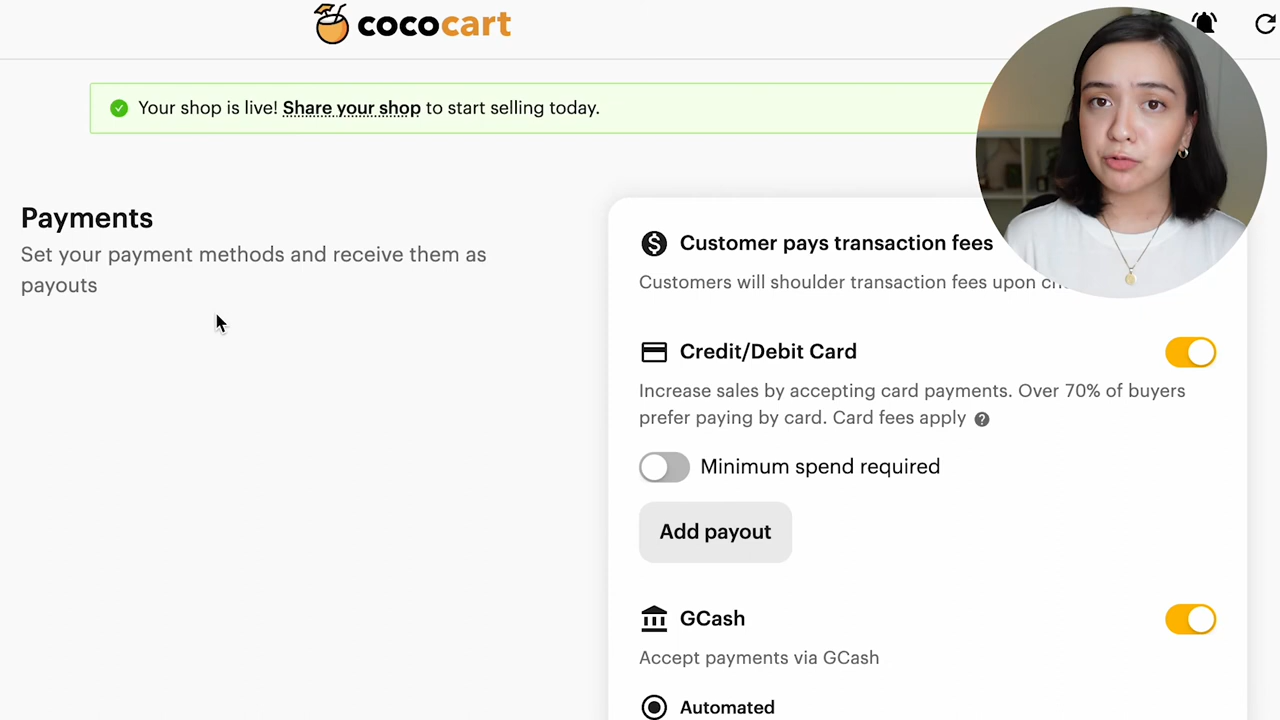 cococart
Your shop is live! Share your shop to start selling today.
Payments
Set your payment methods and receive them as
payouts
Customer pays transaction fees
Customers will shoulder transaction fees upon
Credit/Debit Card
Increase sales by accepting card payments. Over 70% of buyers
prefer paying by card. Card fees apply
Minimum spend required
Add payout
GCash
Accept payments via GCash
Automated